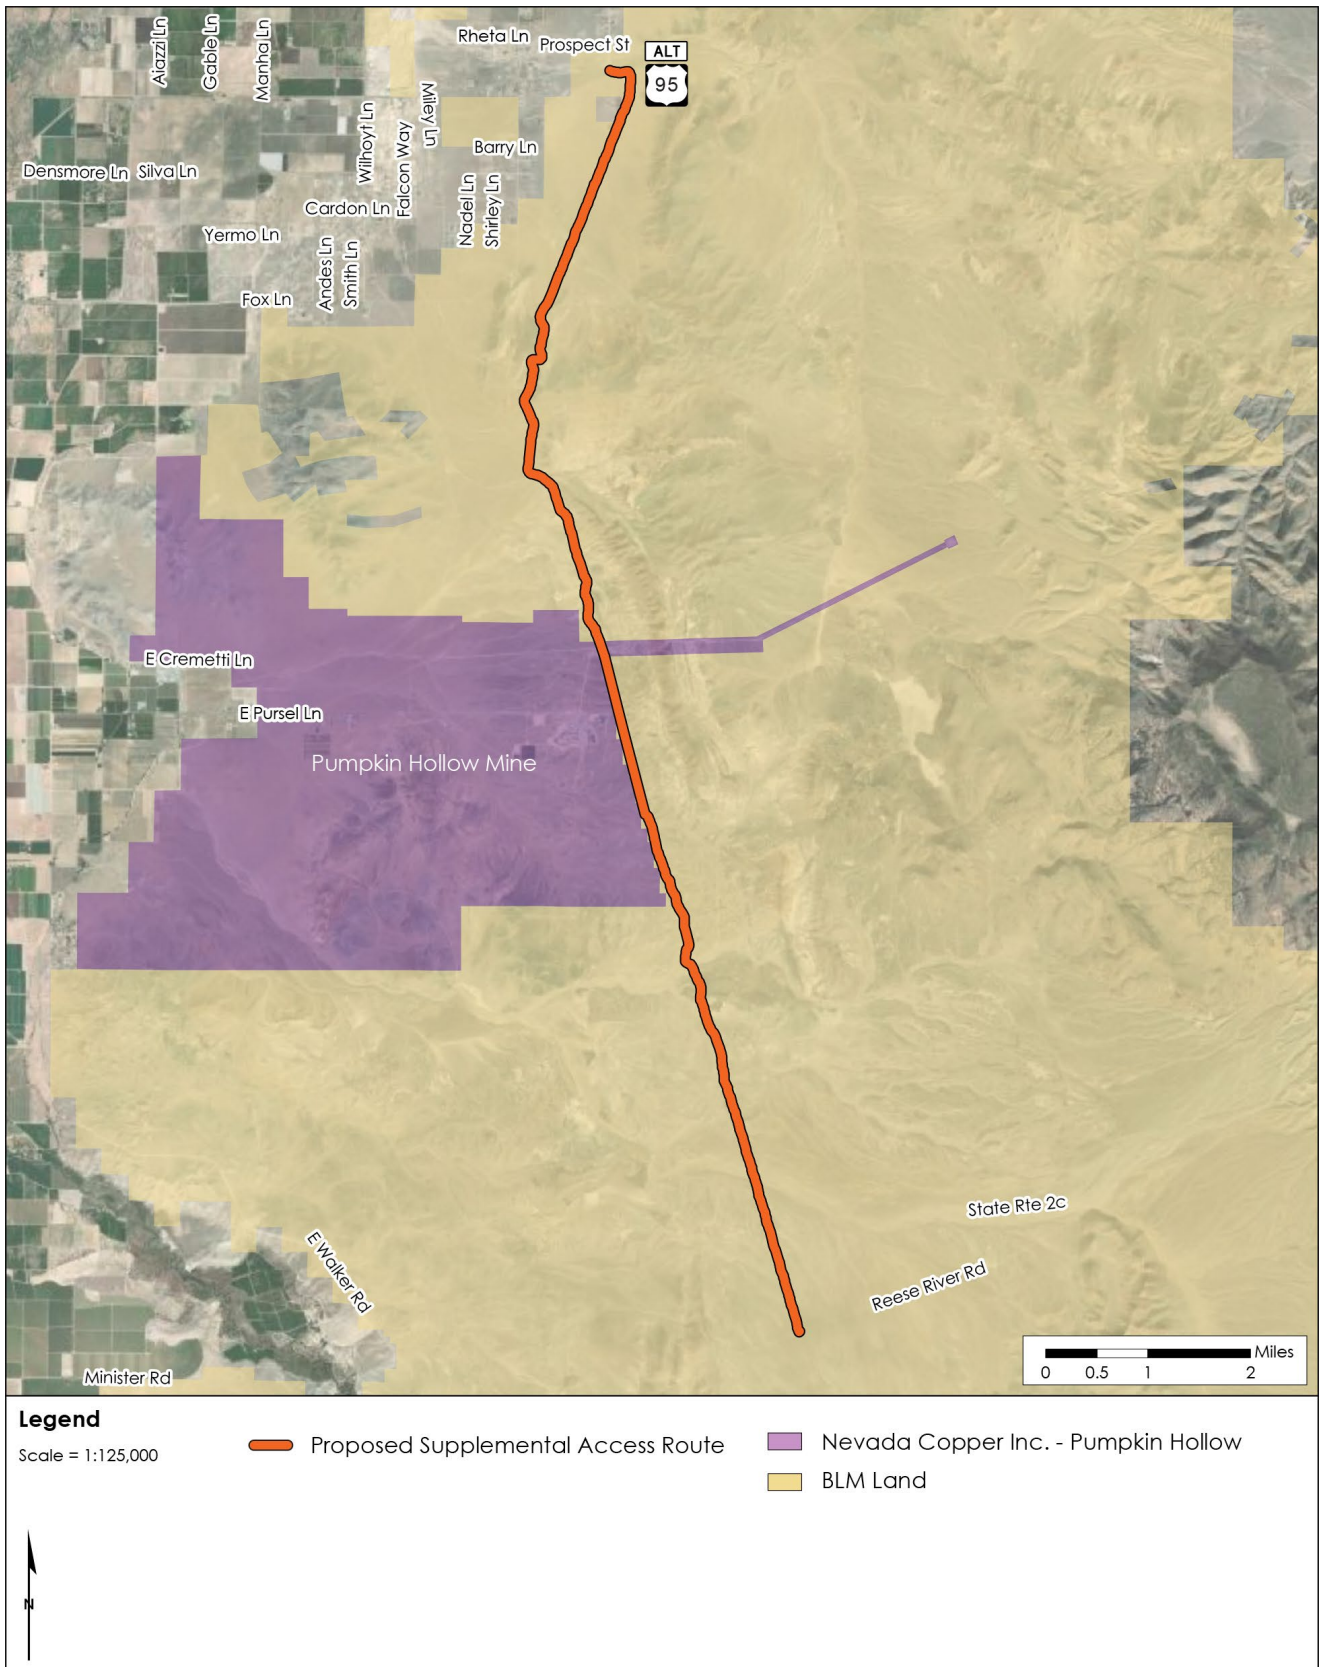 Aiazzi Ln
Gable Ln
Manha Ln
Rheta Ln
Prospect St
ALT
95
Miley Ln
Wilhoyt Ln
Falcon Way
Barry Ln
Densmore Ln
Silva Ln
Nadel Ln
Shirley Ln
Cardon Ln
Yermo Ln
Andes Ln
Smith Ln
Fox Ln
E Cremetti Ln
E Pursel Ln
Pumpkin Hollow Mine
State Rte 2c
E Walker Rd
Reese River Rd
Minister Rd
Miles
0 0.5 1 2
Legend
Scale = 1:125,000
Proposed Supplemental Access Route
Nevada Copper Inc. - Pumpkin Hollow
BLM Land
N